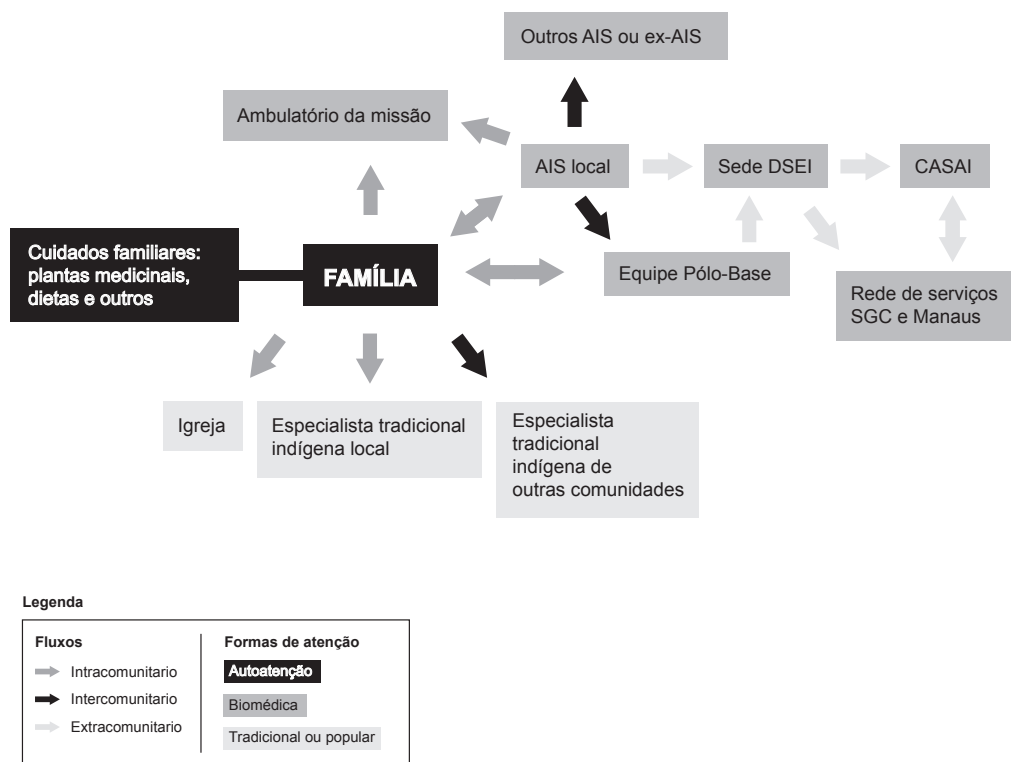 Outros AIS ou ex-AIS
Ambulatório da missão
AIS local
Sede DSEI
CASAI
Cuidados familiares:
plantas medicinais,
dietas e outros
FAMÍLIA
Equipe Pólo-Base
Rede de serviços
SGC e Manaus
Igreja
Especialista tradicional
indígena local
Especialista
tradicional
indígena de
outras comunidades
Legenda
Fluxos
Intracomunitario
Intercomunitario
Extracomunitario
Formas de atenção
Autoatenção
Biomédica
Tradicional ou popular